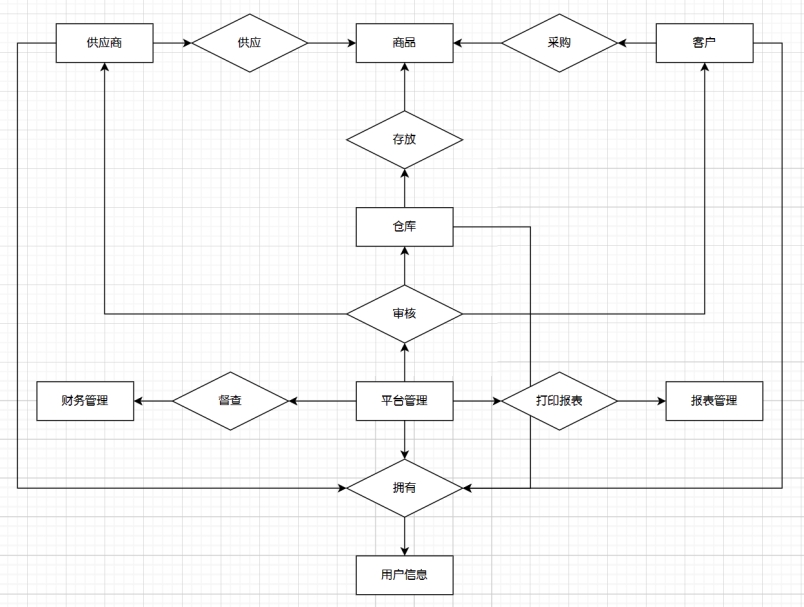 供应商
供应
商品
采购
客户
存放
仓库
审核
财务管理
督查
平台管理
打印报表
报表管理
拥有
用户信息